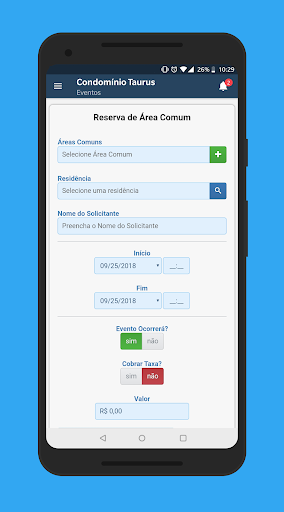 26% 10:29
Condomínio Taurus
Eventos
2
Reserva de Área Comum
Áreas Comuns
Selecione Área Comum
Residência
Selecione uma residência
Nome do Solicitante
Preencha o Nome do Solicitante
Início
09/25/2018 __:__
Fim
09/25/2018 __:__
Evento Ocorrerá?
sim não
Cobrar Taxa?
sim não
Valor
R$ 0,00